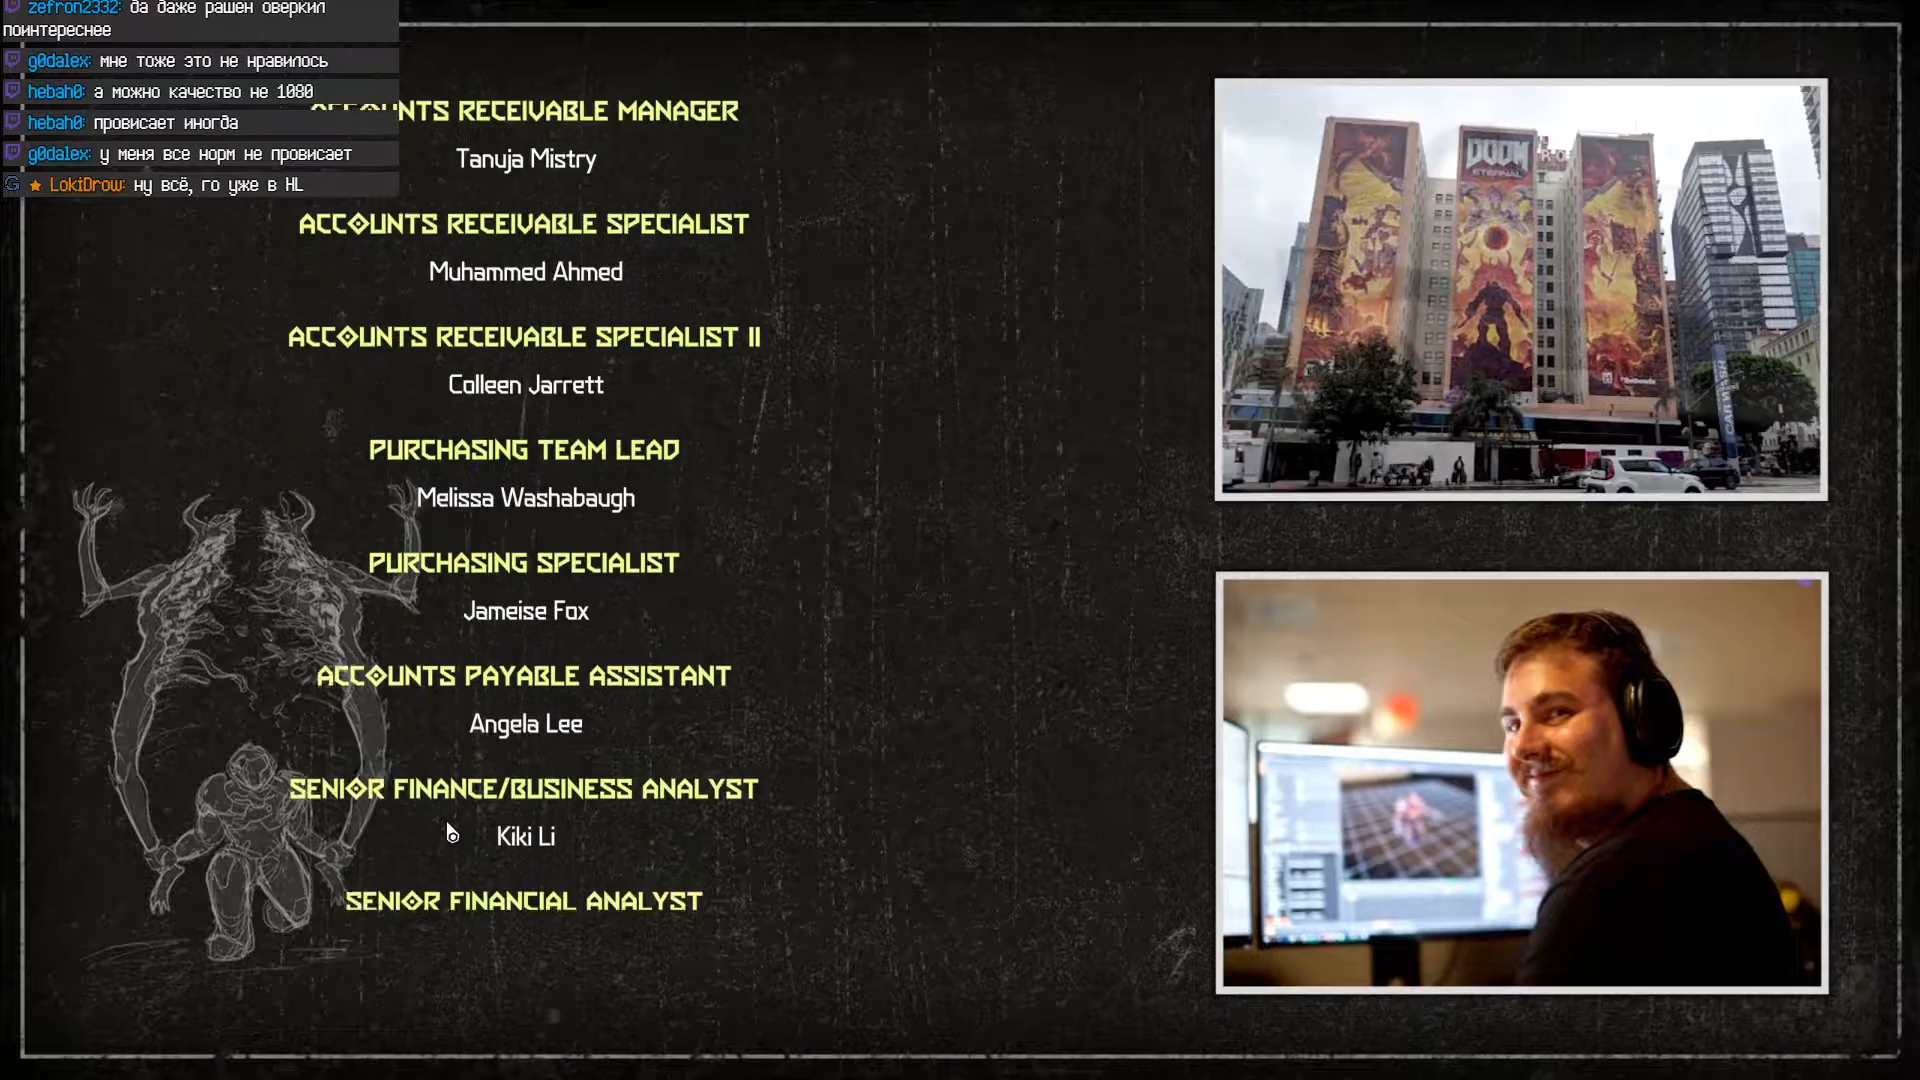 zefron2332: да даже рашен оверкил
поинтереснее
g0dalex: мне тоже это не нравилось
hebah0: а можно качество не 1080
hebah0: провисает иногда
g0dalex: у меня все норм не провисает
LokiDrow: ну всё, го уже в HL
ACCOUNTS RECEIVABLE MANAGER
Tanuja Mistry
ACCOUNTS RECEIVABLE SPECIALIST
Muhammed Ahmed
ACCOUNTS RECEIVABLE SPECIALIST II
Colleen Jarrett
PURCHASING TEAM LEAD
Melissa Washabaugh
PURCHASING SPECIALIST
Jameise Fox
ACCOUNTS PAYABLE ASSISTANT
Angela Lee
SENIOR FINANCE/BUSINESS ANALYST
Kiki Li
SENIOR FINANCIAL ANALYST
DOOM
ETERNAL
CAR WASH